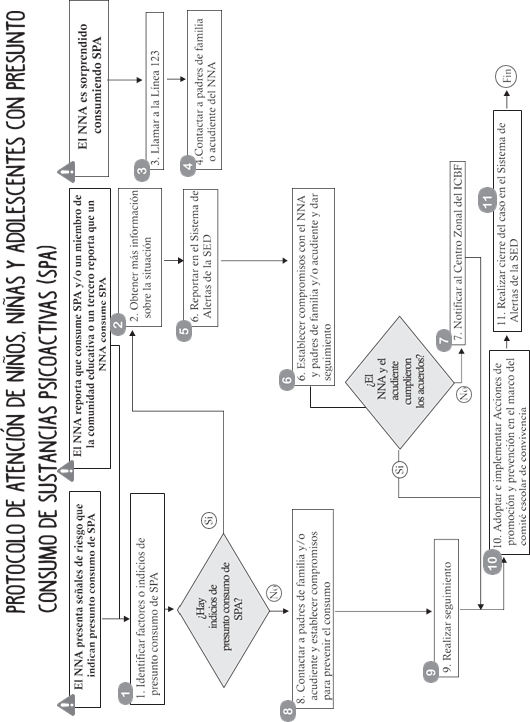 PROTOCOLO DE ATENCIÓN DE NIÑOS, NIÑAS Y ADOLESCENTES CON PRESUNTO
CONSUMO DE SUSTANCIAS PSICOACTIVAS (SPA)
El NNA presenta señales de riesgo que
indican presunto consumo de SPA
El NNA reporta que consume SPA y/o un miembro de
la comunidad educativa o un tercero reporta que un
NNA consume SPA
El NNA es sorprendido
consumiendo SPA
1
1. Identificar factores o indicios de
presunto consumo de SPA
2
2. Obtener más información
sobre la situación
3
3. Llamar a la Línea 123
4
4.Contactar a padres de familia
o acudiente del NNA
5
6. Reportar en el Sistema de
Alertas de la SED
¿Hay
indicios de
presunto consumo de
SPA?
Si
No
6
6. Establecer compromisos con el NNA
y padres de familia y/o acudiente y dar
seguimiento
8
8. Contactar a padres de familia y/o
acudiente y establecer compromisos
para prevenir el consumo
¿El
NNA y el
acudiente
cumplieron
los acuerdos?
Si
No
7
7. Notificar al Centro Zonal del ICBF
9
9. Realizar seguimiento
10
10. Adoptar e implementar Acciones de
promoción y prevención en el marco del
comité escolar de convivencia
11
11. Realizar cierre del caso en el Sistema de
Alertas de la SED
Fin